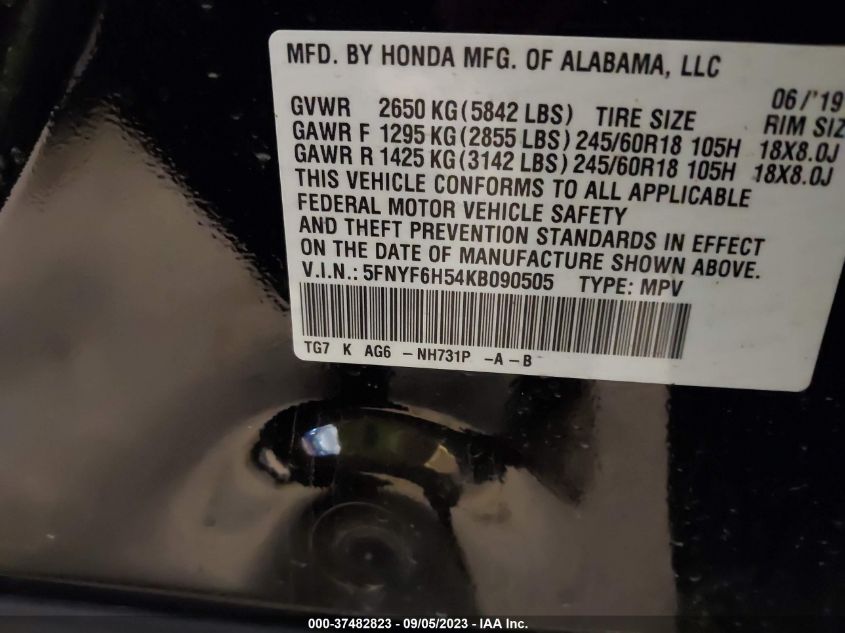 MFD. BY HONDA MFG. OF ALABAMA, LLC
06/'19
GVWR 2650 KG(5842 LBS) TIRE SIZE RIM SIZ
GAWR F 1295 KG(2855 LBS) 245/60R18 105H 18X8.0J
GAWR R 1425 KG(3142 LBS) 245/60R18 105H 18X8.0J
THIS VEHICLE CONFORMS TO ALL APPLICABLE
FEDERAL MOTOR VEHICLE SAFETY
AND THEFT PREVENTION STANDARDS IN EFFECT
ON THE DATE OF MANUFACTURE SHOWN ABOVE.
V.I.N.: 5FNYF6H54KB090505 TYPE: MPV
TG7 K AG6 -NH731P -A-B
000-37482823 - 09/05/2023 - IAA Inc.